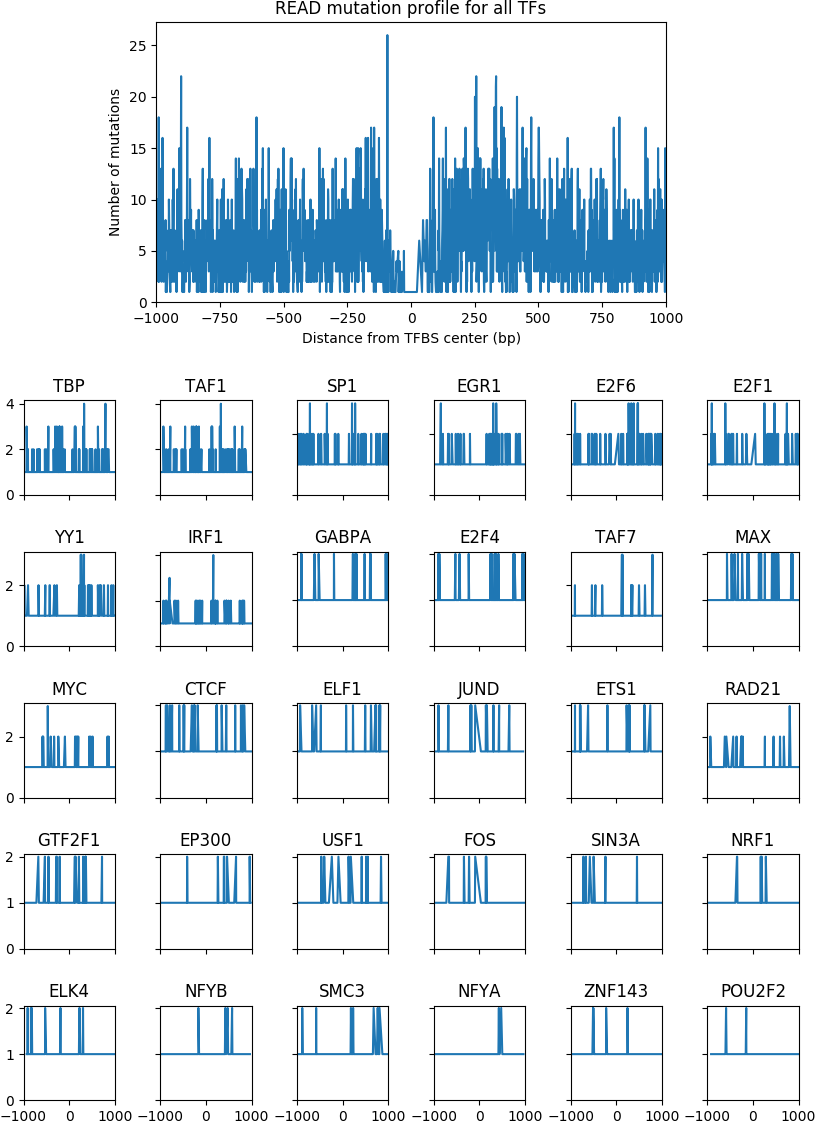 READ mutation profile for all TFs
25
20
15
10
5
0
Number of mutations
−1000 −750 −500 −250 0 250 500 750 1000
Distance from TFBS center (bp)
TBP TAF1 SP1 EGR1 E2F6 E2F1
4
2
0
YY1 IRF1 GABPA E2F4 TAF7 MAX
2
0
MYC CTCF ELF1 JUND ETS1 RAD21
2
0
GTF2F1 EP300 USF1 FOS SIN3A NRF1
2
1
0
ELK4 NFYB SMC3 NFYA ZNF143 POU2F2
2
1
0
−1000 0 1000 −1000 0 1000 −1000 0 1000 −1000 0 1000 −1000 0 1000 −1000 0 1000